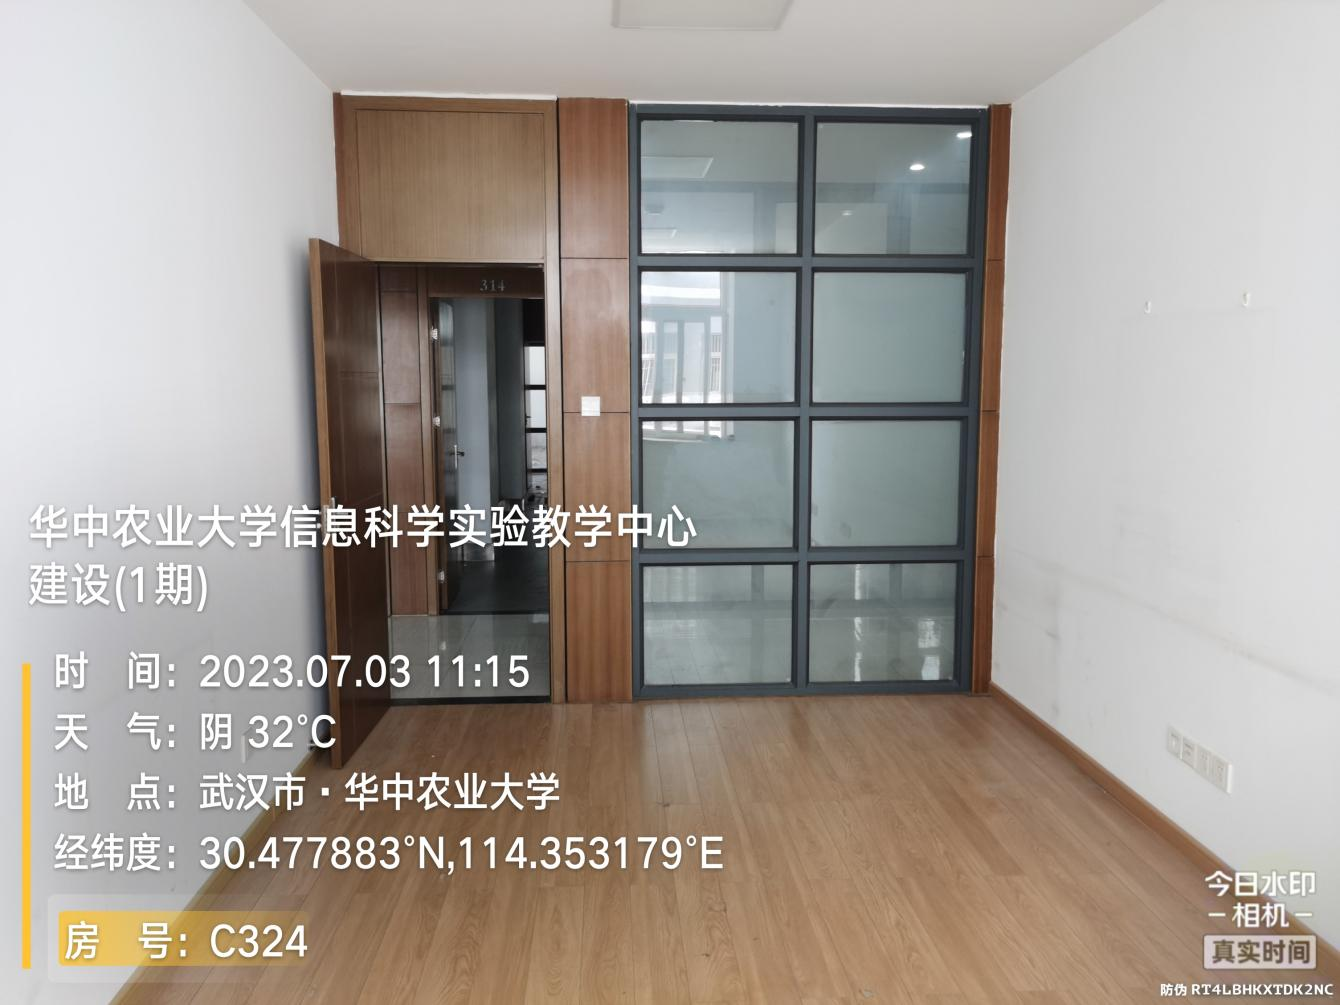 314
华中农业大学信息科学实验教学中心
建设(1期)
时 间：2023.07.03 11:15
天 气：阴 32°C
地 点：武汉市·华中农业大学
经纬度：30.477883°N,114.353179°E
房 号：C324
今日水印
相机
真实时间
防伪 RT4LBHKXTDK2NC